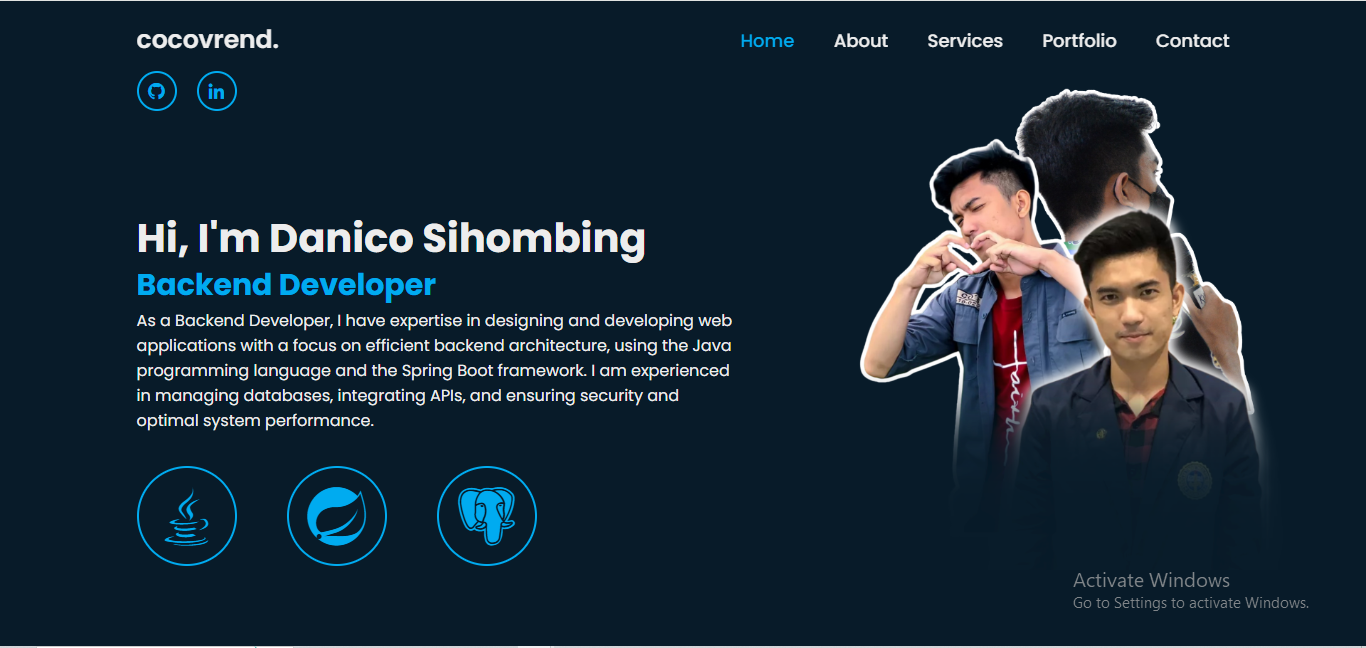 cocovrend.
Home About Services Portfolio Contact
in
Hi, I'm Danico Sihombing
Backend Developer
As a Backend Developer, I have expertise in designing and developing web
applications with a focus on efficient backend architecture, using the Java
programming language and the Spring Boot framework. I am experienced
in managing databases, integrating APIs, and ensuring security and
optimal system performance.
Activate Windows
Go to Settings to activate Windows.